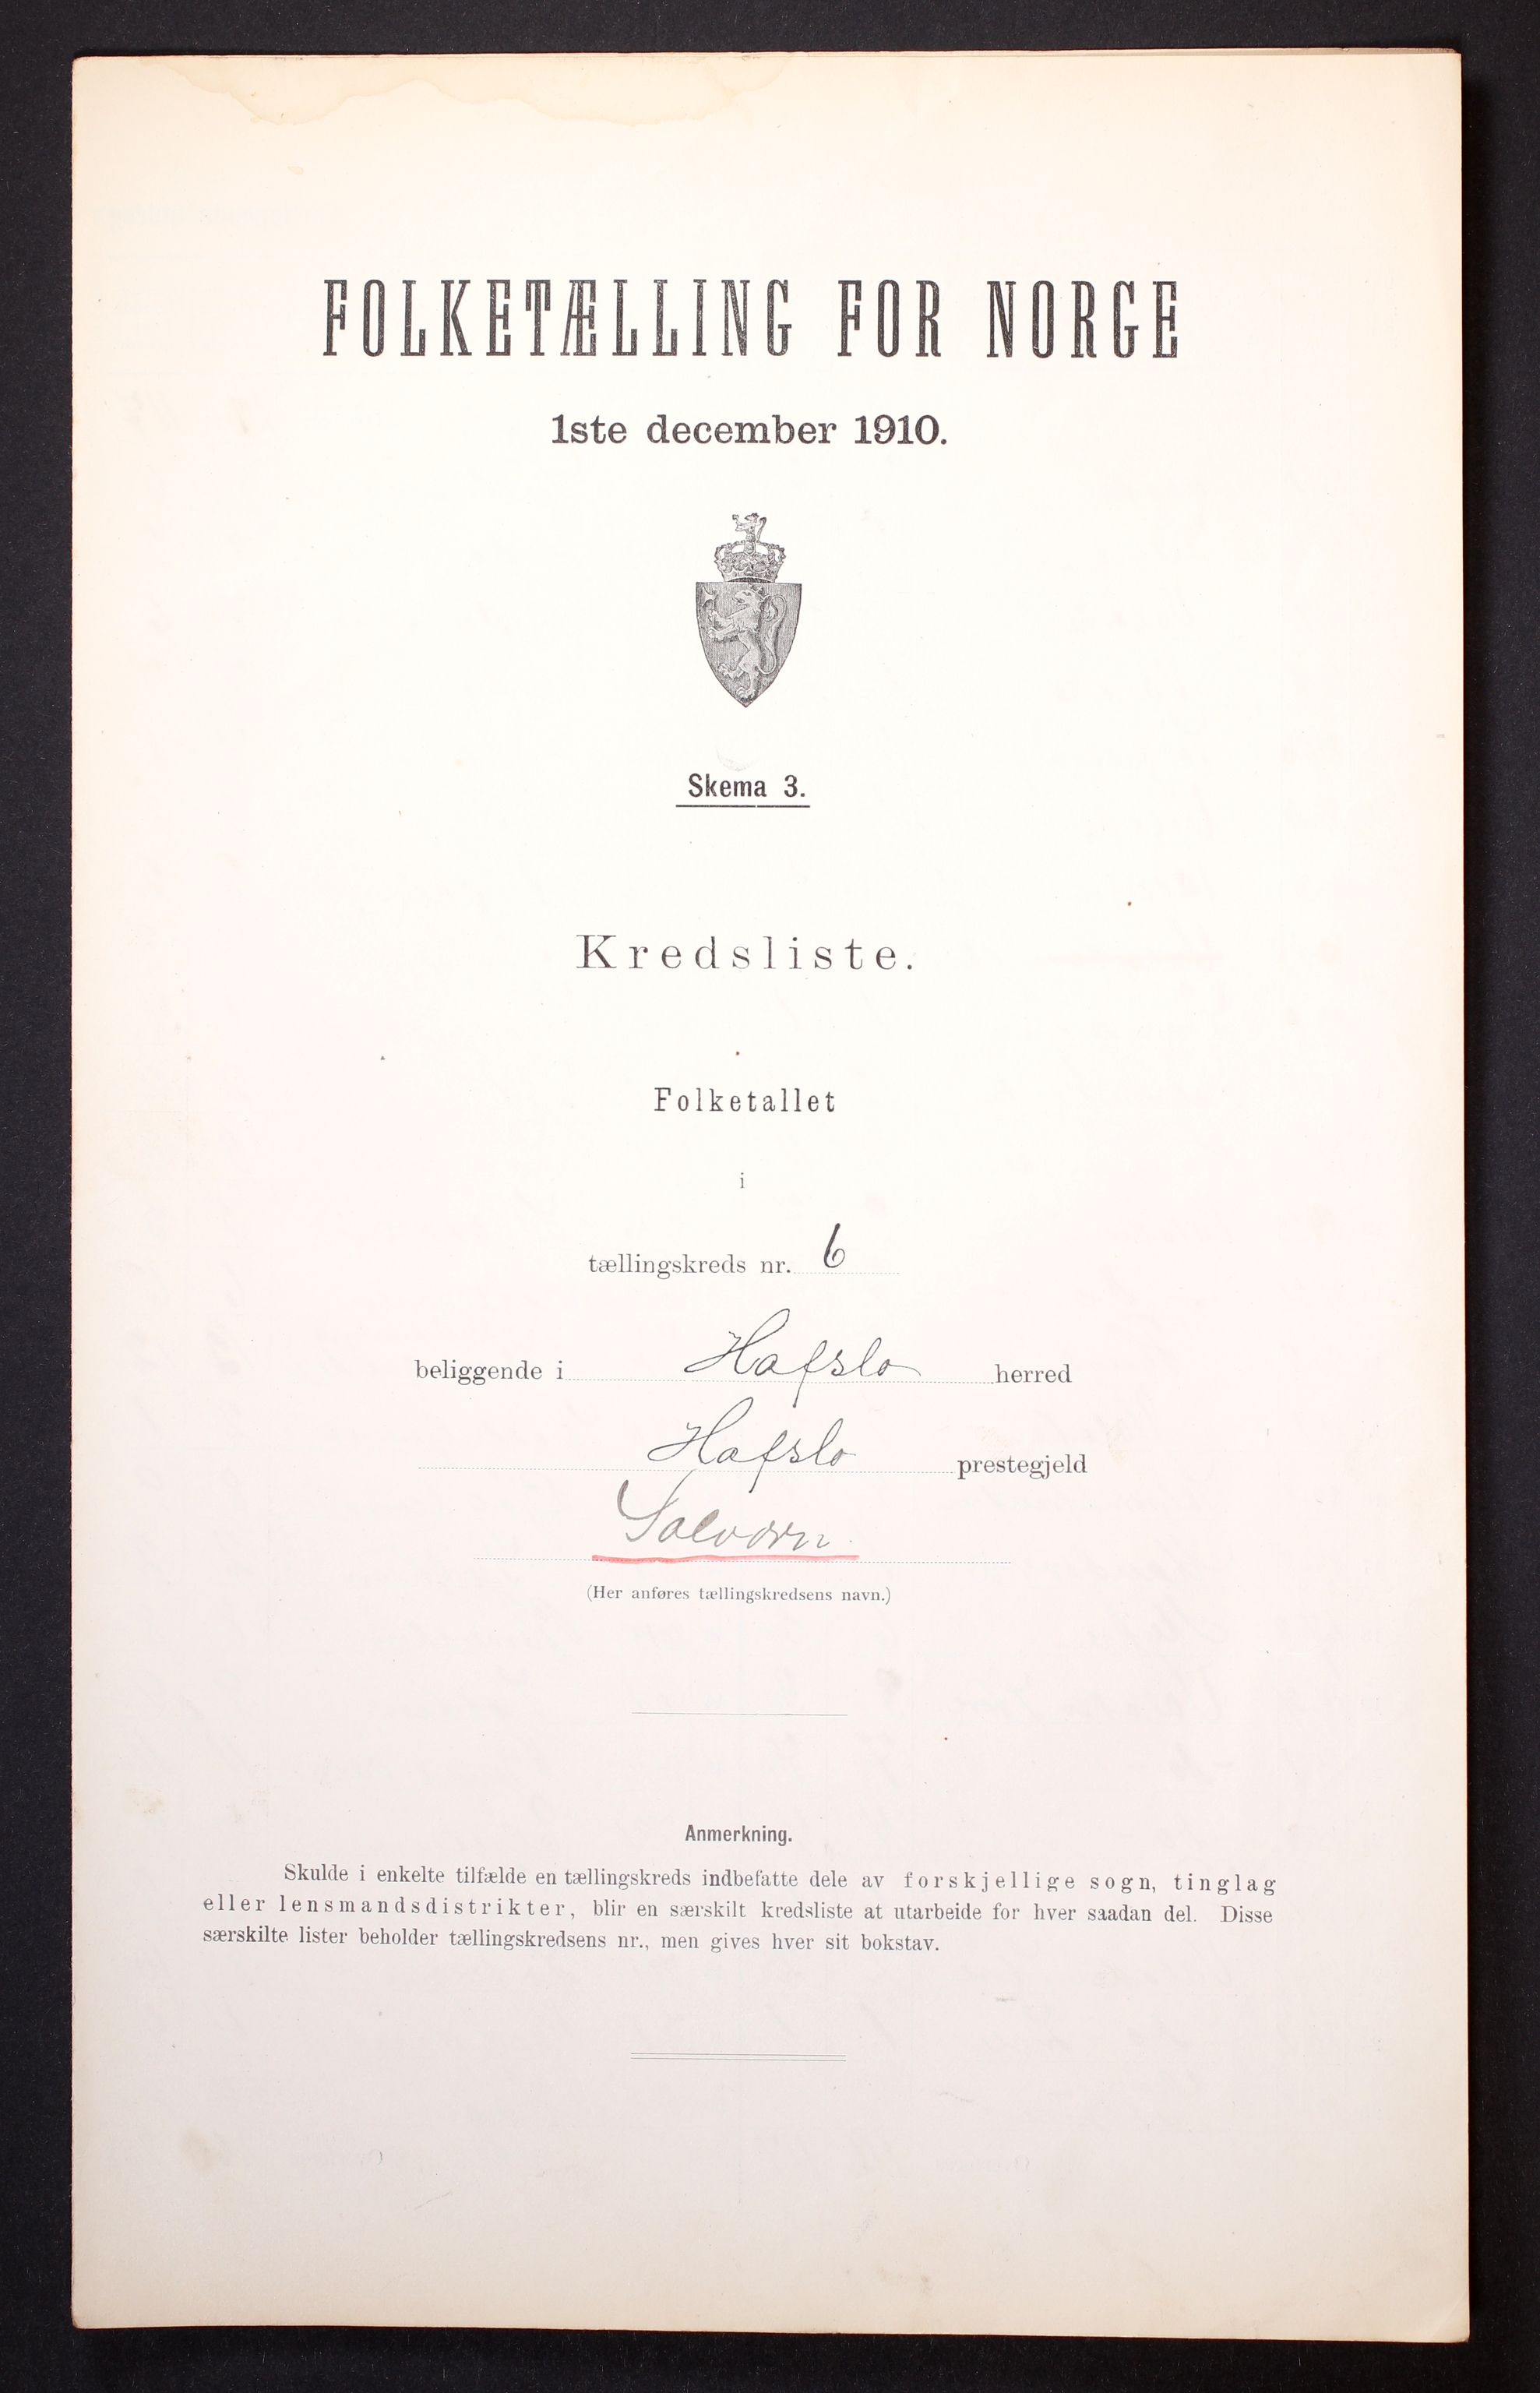 FOLKETÆLLING FOR NORGE
1ste december 1910.
Skema 3.
Kredsliste.
Folketallet
i
tællingskreds nr. 6
beliggende i Hafslo herred
Hafslo prestegjeld
Solvorn
(Her anføres tællingskredsens navn.)
Anmerkning.
Skulde i enkelte tilfælde en tællingskreds indbefatte dele av forskjellige sogn, tinglag
eller lensmandsdistrikter, blir en særskilt kredsliste at utarbeide for hver saadan del. Disse
særskilte lister beholder tællingskredsens nr., men gives hver sit bokstav.